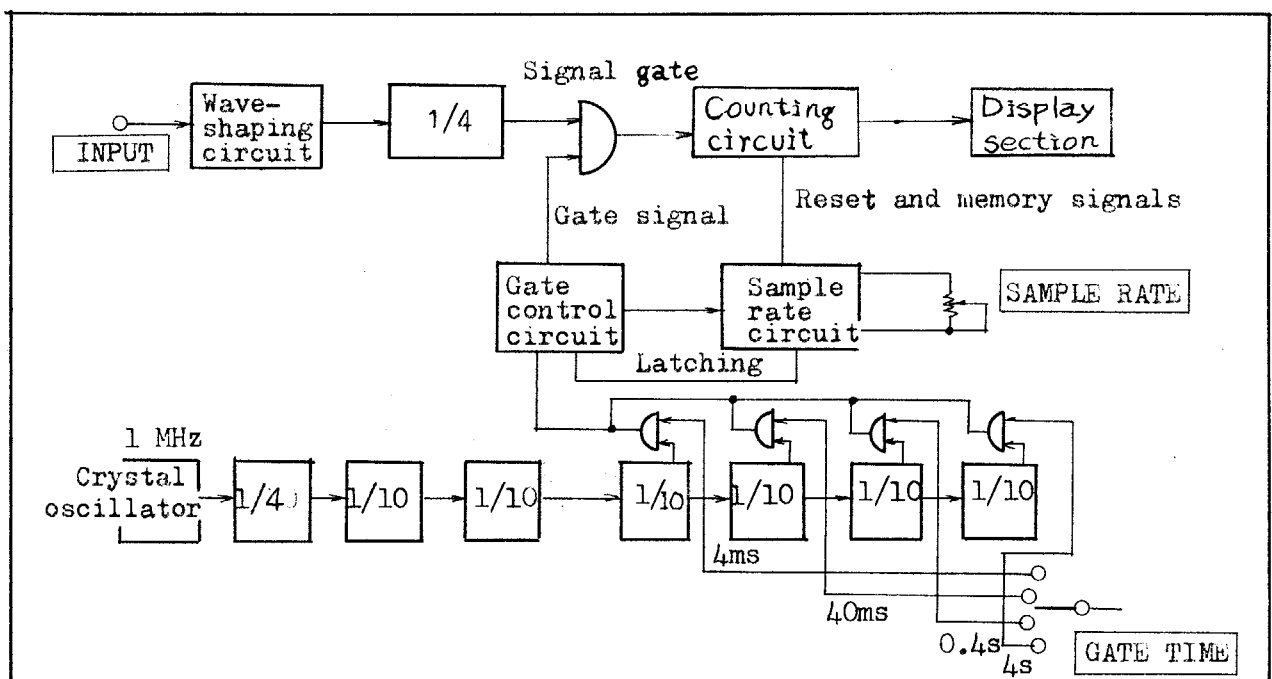 Signal gate
INPUT
Wave-
shaping
circuit
1/4
Counting
circuit
Display
section
Gate signal
Reset and memory signals
Gate
control
circuit
Sample
rate
circuit
SAMPLE RATE
Latching
1 MHz
Crystal
oscillator
1/4
1/10
1/10
1/10
1/10
1/10
1/10
4ms
40ms
0.4s
4s
GATE TIME